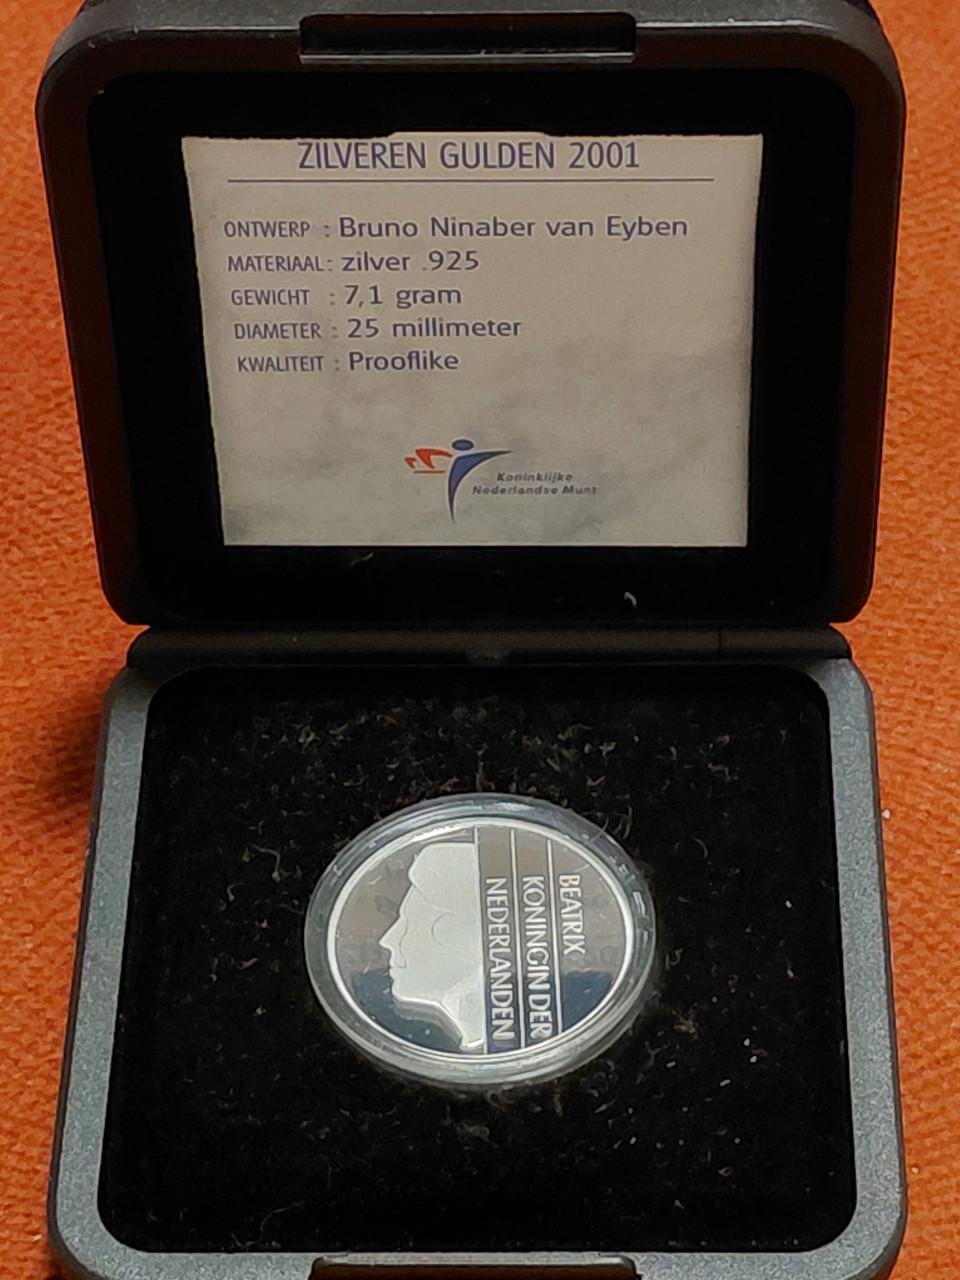 ZILVEREN GULDEN 2001
ONTWERP : Bruno Ninaber van Eyben
MATERIAAL: zilver .925
GEWICHT : 7,1 gram
DIAMETER : 25 millimeter
KWALITEIT : Prooflike
Koninklijke
Nederlandse Munt
BEATRIX
KONINGIN DER
NEDERLANDEN